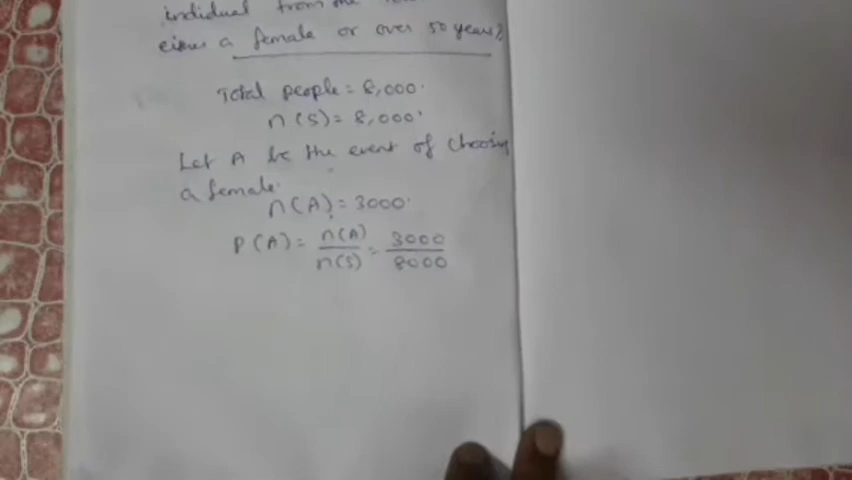 individual from the
either a female or over 50 years?
Total people = 8,000.
n(S) = 8,000.
Let A be the event of choosing
a female.
n(A) = 3000.
P(A) = n(A)/n(S) = 3000/8000